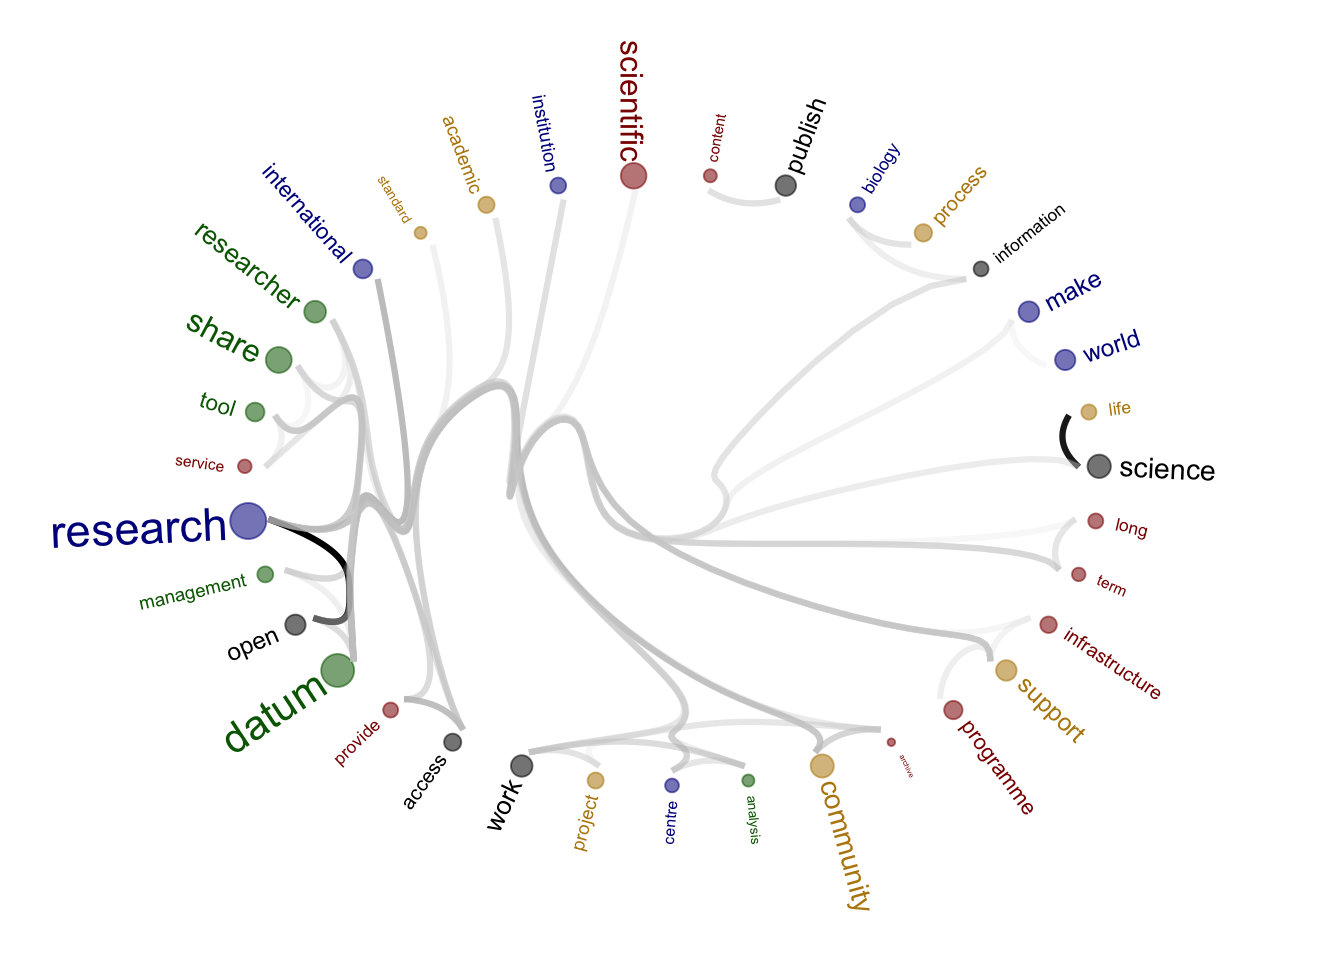 scientific
content
publish
biology
process
information
make
world
life
science
long
term
infrastructure
support
programme
archive
community
analysis
centre
project
work
access
provide
datum
open
management
research
service
tool
share
researcher
international
standard
academic
institution